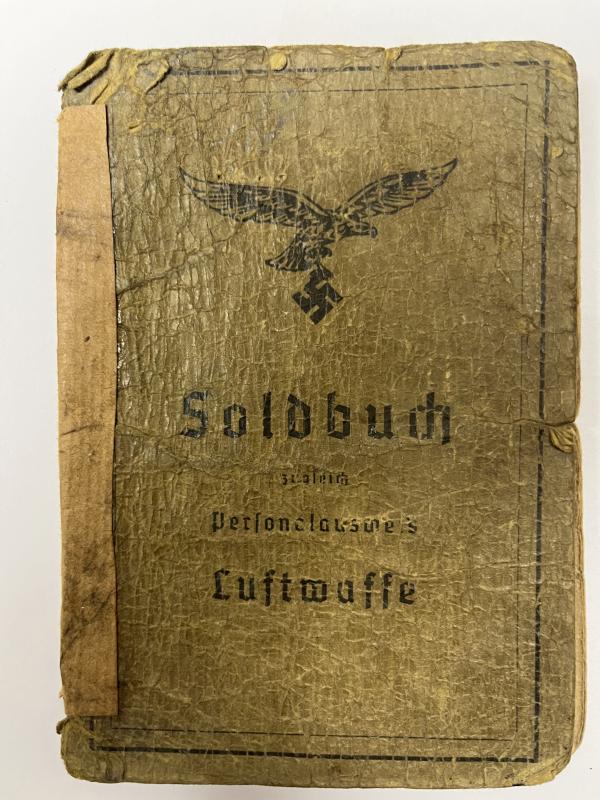 Soldbuch
zugleich
Personalausweis
Luftwaffe